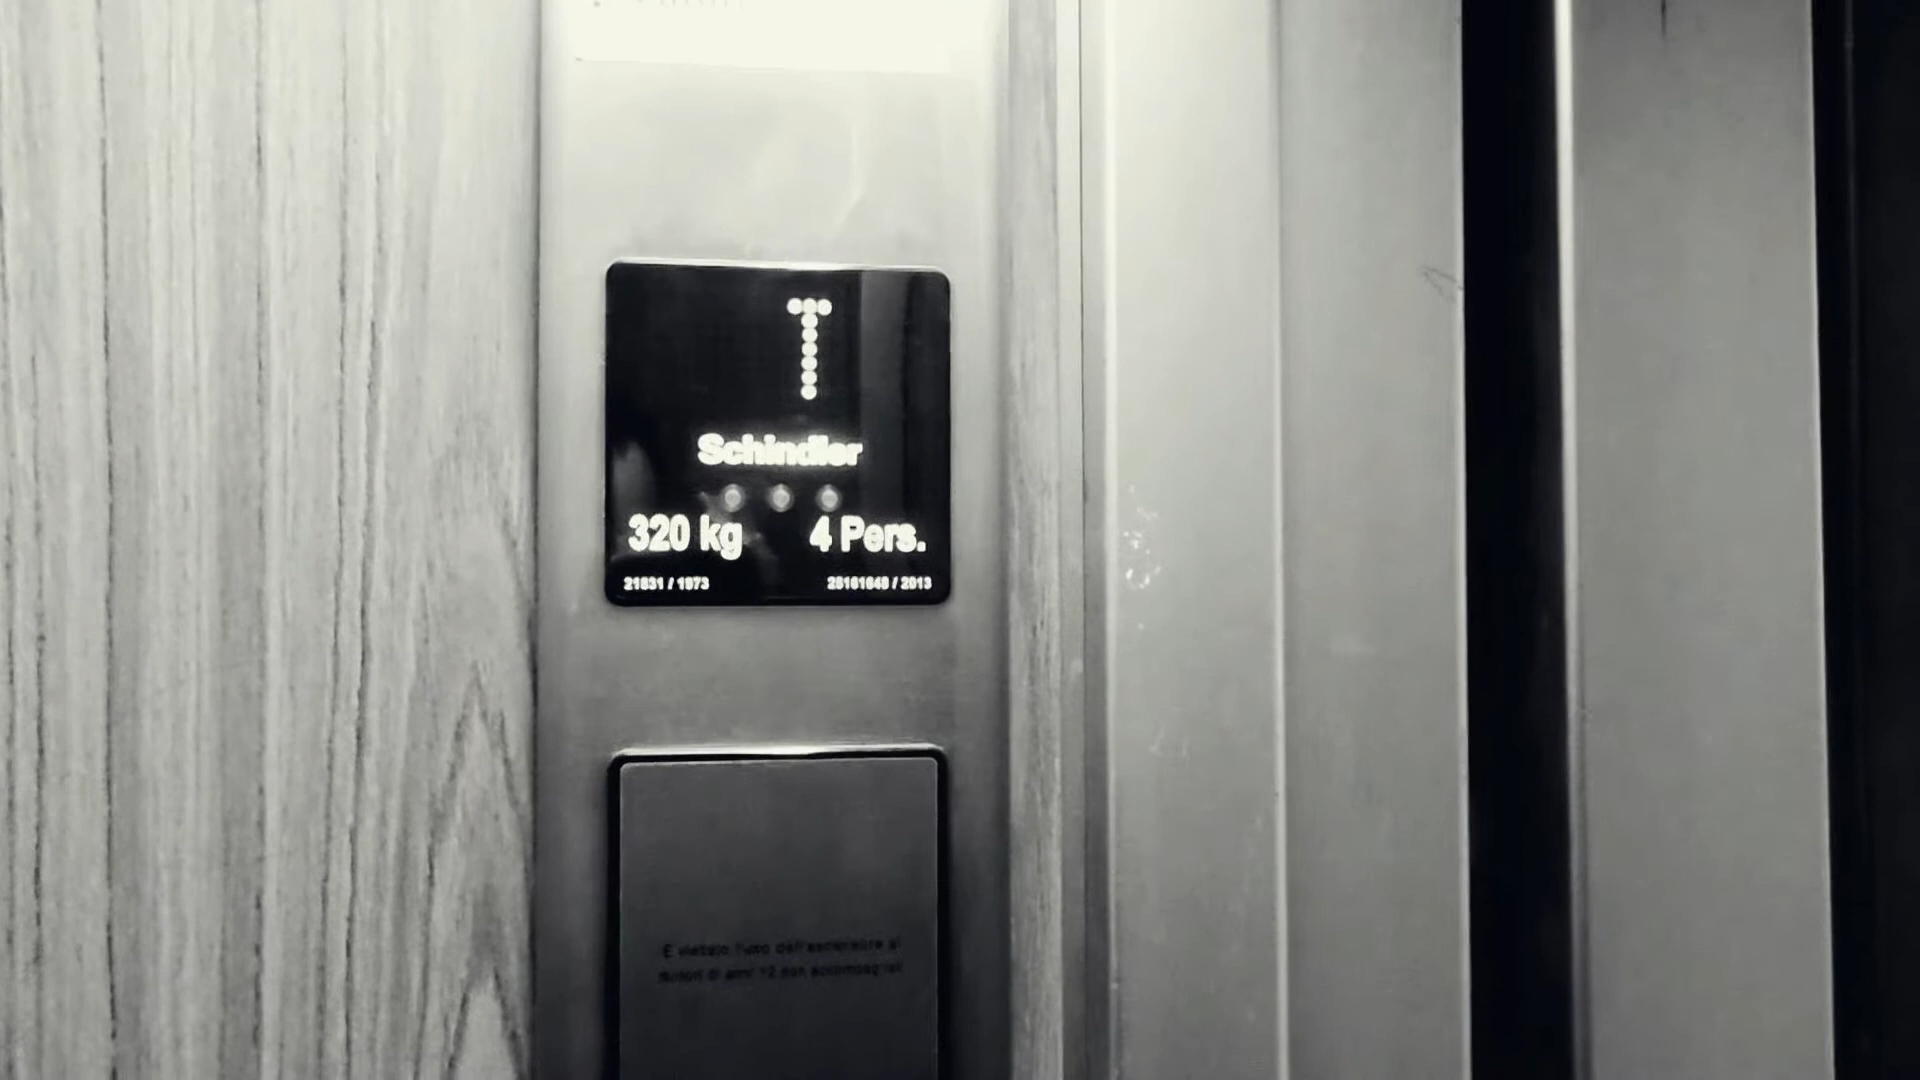 T
Schindler
320 kg 4 Pers.
21831 / 1973 25161649 / 2013
E' vietato l'uso dell'ascensore ai
minori di anni 12 non accompagnati